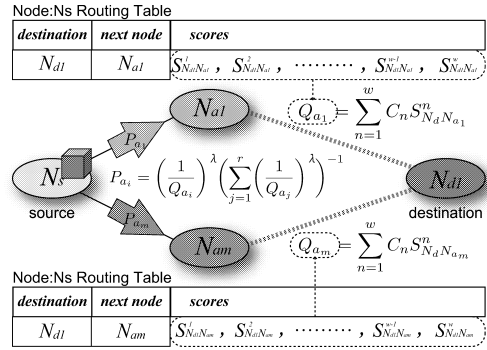 Node:Ns Routing Table
destination next node scores
N_{d1} N_{a1} S^{1}_{N_{d1}N_{a1}} , S^{2}_{N_{d1}N_{a1}} , ········· , S^{w-1}_{N_{d1}N_{a1}} , S^{w}_{N_{d1}N_{a1}}
N_{a1} Q_{a_1} = \sum_{n=1}^{w} C_n S^{n}_{N_d N_{a_1}}
P_{a_1}
N_s P_{a_i} = \left( \frac{1}{Q_{a_i}} \right)^{\lambda} \left( \sum_{j=1}^{r} \left( \frac{1}{Q_{a_j}} \right)^{\lambda} \right)^{-1} N_{d1}
source destination
P_{a_m}
N_{am} Q_{a_m} = \sum_{n=1}^{w} C_n S^{n}_{N_d N_{a_m}}
Node:Ns Routing Table
destination next node scores
N_{d1} N_{am} S^{1}_{N_{d1}N_{am}} , S^{2}_{N_{d1}N_{am}} , ········· , S^{w-1}_{N_{d1}N_{am}} , S^{w}_{N_{d1}N_{am}}